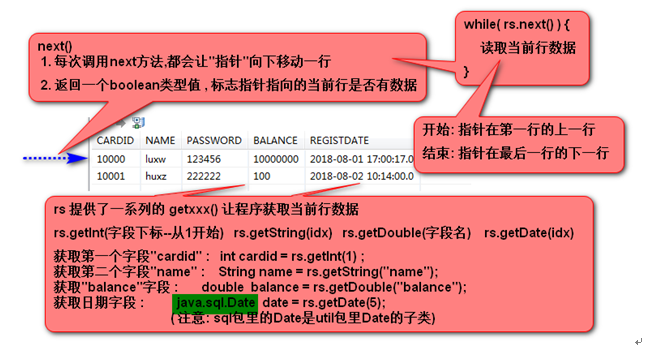 next()
1. 每次调用next方法,都会让"指针"向下移动一行
2. 返回一个boolean类型值 , 标志指针指向的当前行是否有数据
while( rs.next() ) {
读取当前行数据
}
开始: 指针在第一行的上一行
结束: 指针在最后一行的下一行
CARDID NAME PASSWORD BALANCE REGISTDATE
10000 luxw 123456 10000000 2018-08-01 17:00:17.0
10001 huxz 222222 100 2018-08-02 10:14:00.0
rs 提供了一系列的 getxxx() 让程序获取当前行数据
rs.getInt(字段下标--从1开始) rs.getString(idx) rs.getDouble(字段名) rs.getDate(idx)
获取第一个字段"cardid" : int cardid = rs.getInt(1) ;
获取第二个字段"name" : String name = rs.getString("name");
获取"balance"字段 : double balance = rs.getDouble("balance");
获取日期字段 : java.sql.Date date = rs.getDate(5);
( 注意: sql包里的Date是util包里Date的子类)